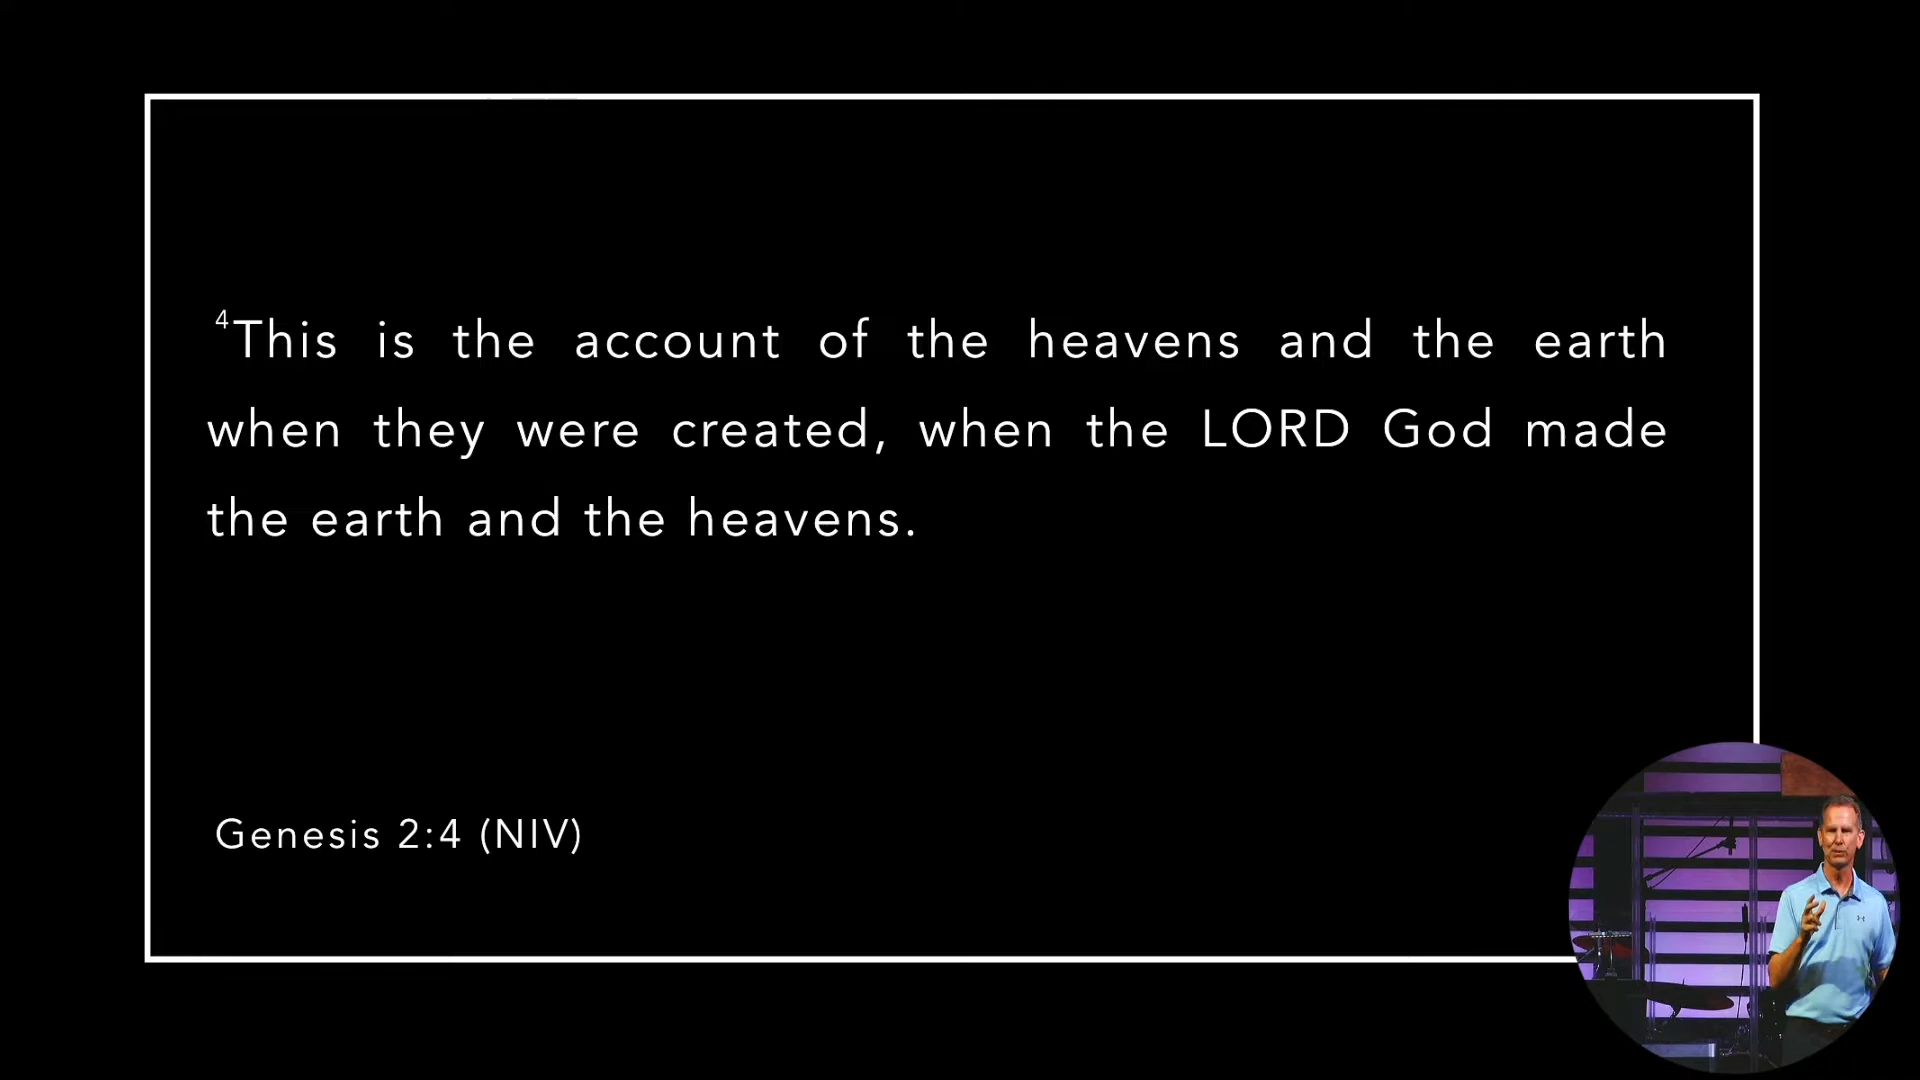 ⁴This is the account of the heavens and the earth
when they were created, when the LORD God made
the earth and the heavens.
Genesis 2:4 (NIV)